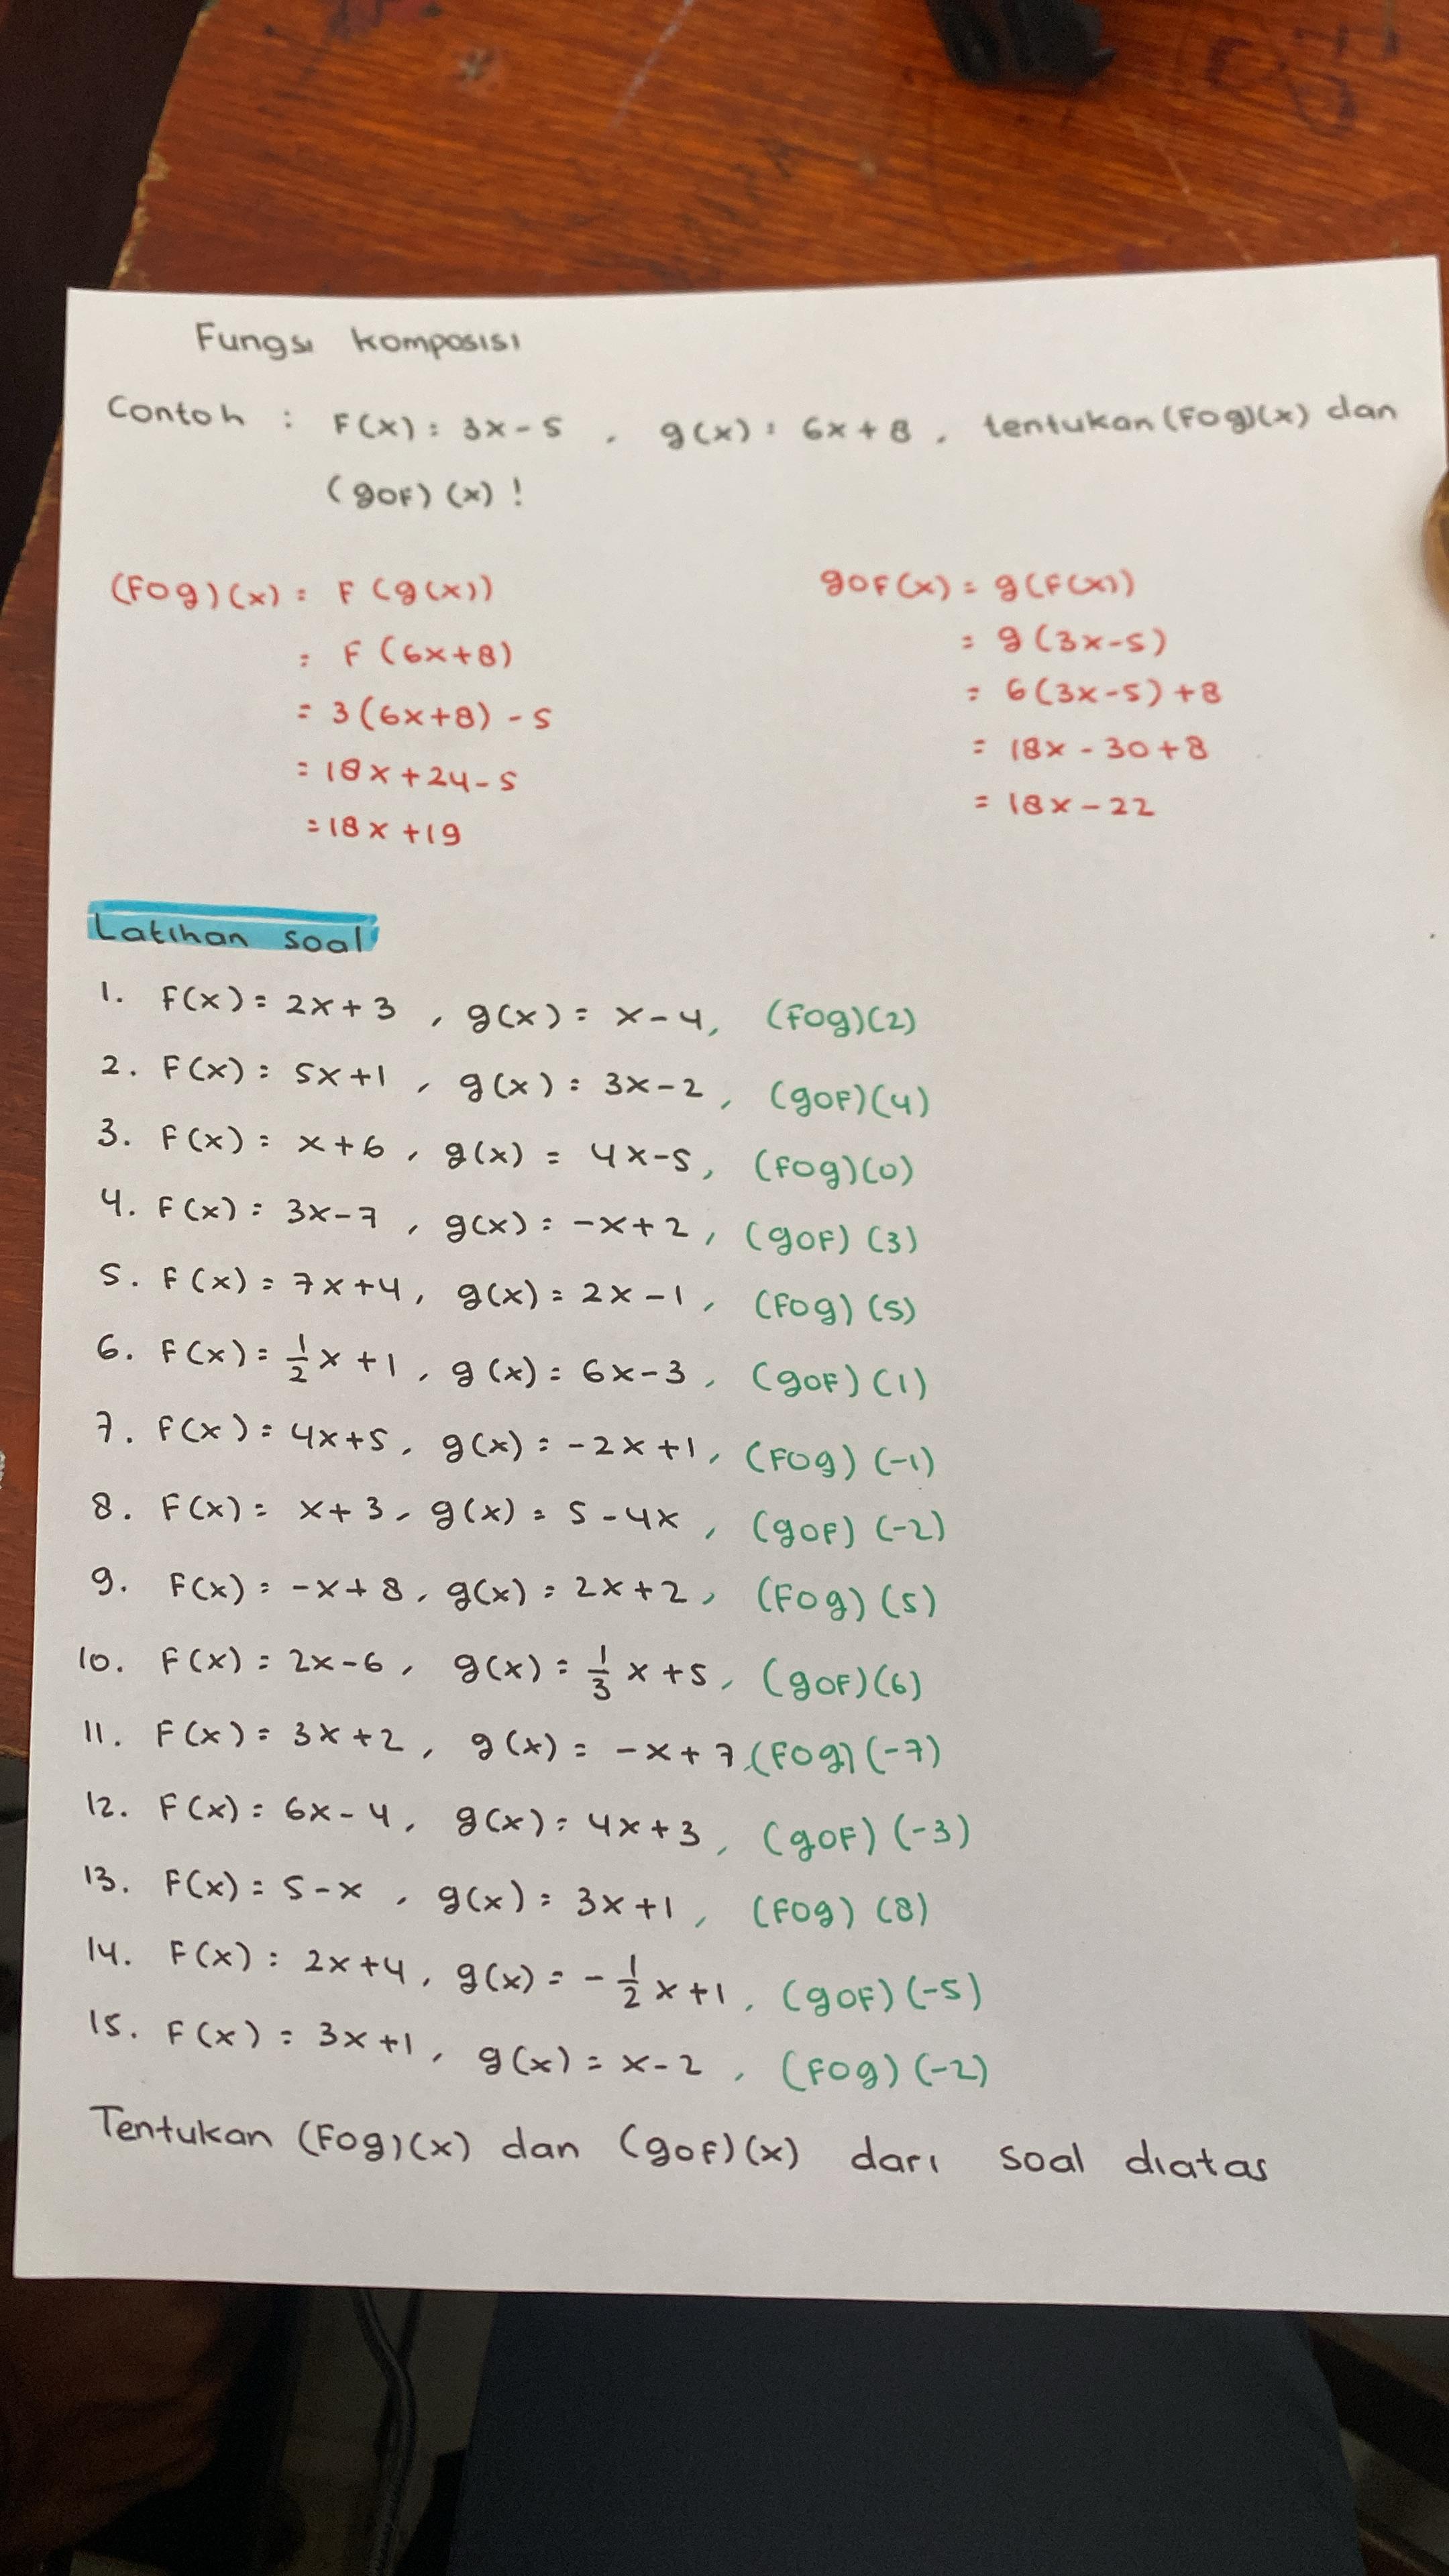 Fungsi komposisi
Contoh : F(x) = 3x-5 , g(x) = 6x+8 , tentukan (Fog)(x) dan
(goF) (x) !
(Fog)(x) = F(g(x))
= F(6x+8)
= 3(6x+8) - 5
= 18x + 24 - 5
= 18x + 19
goF(x) = g(F(x))
= g(3x-5)
= 6(3x-5) + 8
= 18x - 30 + 8
= 18x - 22
Latihan soal
1. F(x) = 2x+3 , g(x) = x-4, (Fog)(2)
2. F(x) = 5x+1 , g(x) = 3x-2 , (goF)(4)
3. F(x) = x+6 , g(x) = 4x-5, (Fog)(0)
4. F(x) = 3x-7 , g(x) = -x+2 , (goF) (3)
5. F(x) = 7x+4 , g(x) = 2x-1 , (Fog) (5)
6. F(x) = 1/2 x +1 , g(x) = 6x-3 , (goF) (1)
7. F(x) = 4x+5 , g(x) = -2x+1 , (Fog) (-1)
8. F(x) = x+3 , g(x) = 5-4x , (goF) (-2)
9. F(x) = -x+8 , g(x) = 2x+2 , (Fog) (5)
10. F(x) = 2x-6 , g(x) = 1/3 x +5 , (goF)(6)
11. F(x) = 3x+2 , g(x) = -x+7 , (Fog) (-7)
12. F(x) = 6x-4 , g(x) = 4x+3 , (goF) (-3)
13. F(x) = 5-x , g(x) = 3x+1 , (Fog) (8)
14. F(x) = 2x+4 , g(x) = -1/2 x +1 , (goF) (-5)
15. F(x) = 3x+1 , g(x) = x-2 , (Fog) (-2)
Tentukan (Fog)(x) dan (goF)(x) dari soal diatas